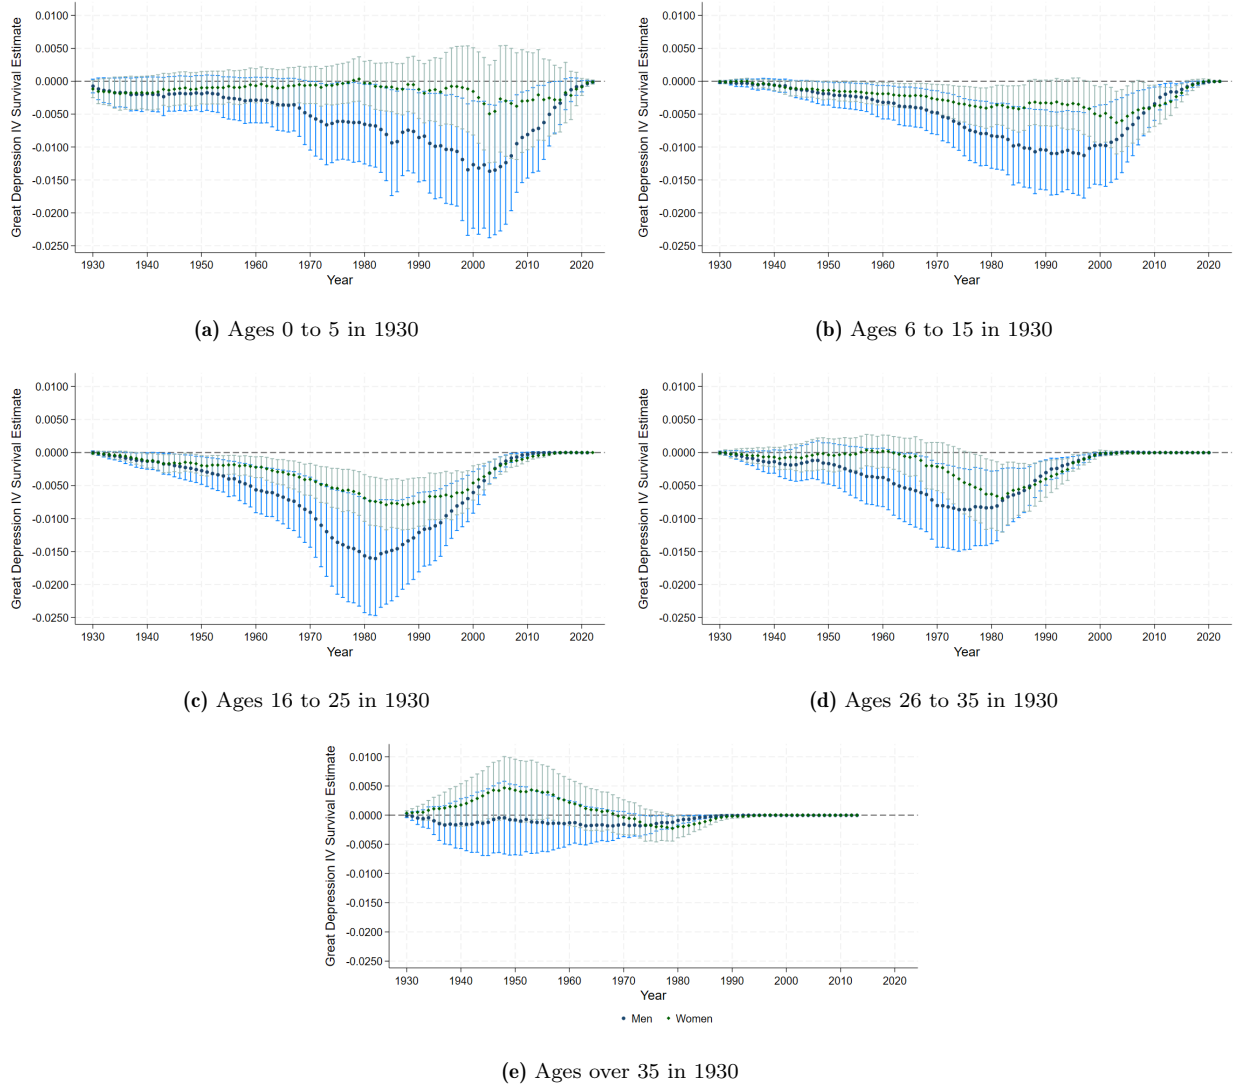 Great Depression IV Survival Estimate
0.0100
0.0050
0.0000
-0.0050
-0.0100
-0.0150
-0.0200
-0.0250
1930 1940 1950 1960 1970 1980 1990 2000 2010 2020
Year
(a) Ages 0 to 5 in 1930
Great Depression IV Survival Estimate
0.0100
0.0050
0.0000
-0.0050
-0.0100
-0.0150
-0.0200
-0.0250
1930 1940 1950 1960 1970 1980 1990 2000 2010 2020
Year
(b) Ages 6 to 15 in 1930
Great Depression IV Survival Estimate
0.0100
0.0050
0.0000
-0.0050
-0.0100
-0.0150
-0.0200
-0.0250
1930 1940 1950 1960 1970 1980 1990 2000 2010 2020
Year
(c) Ages 16 to 25 in 1930
Great Depression IV Survival Estimate
0.0100
0.0050
0.0000
-0.0050
-0.0100
-0.0150
-0.0200
-0.0250
1930 1940 1950 1960 1970 1980 1990 2000 2010 2020
Year
(d) Ages 26 to 35 in 1930
Great Depression IV Survival Estimate
0.0100
0.0050
0.0000
-0.0050
-0.0100
-0.0150
-0.0200
-0.0250
1930 1940 1950 1960 1970 1980 1990 2000 2010 2020
Year
Men Women
(e) Ages over 35 in 1930